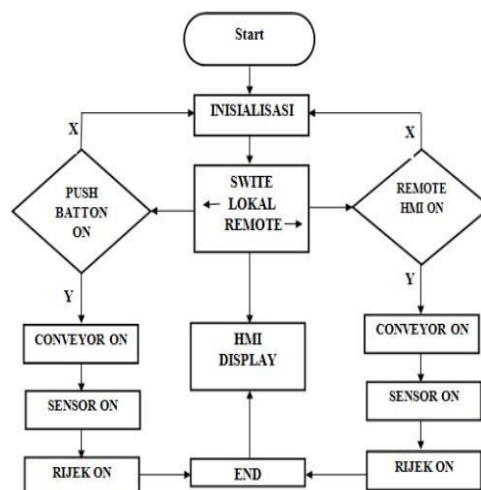 Start
INISIALISASI
X
X
PUSH
BATTON
ON
SWITE
LOKAL
REMOTE
REMOTE
HMI ON
Y
Y
CONVEYOR ON
HMI
DISPLAY
CONVEYOR ON
SENSOR ON
SENSOR ON
RIJEK ON
END
RIJEK ON